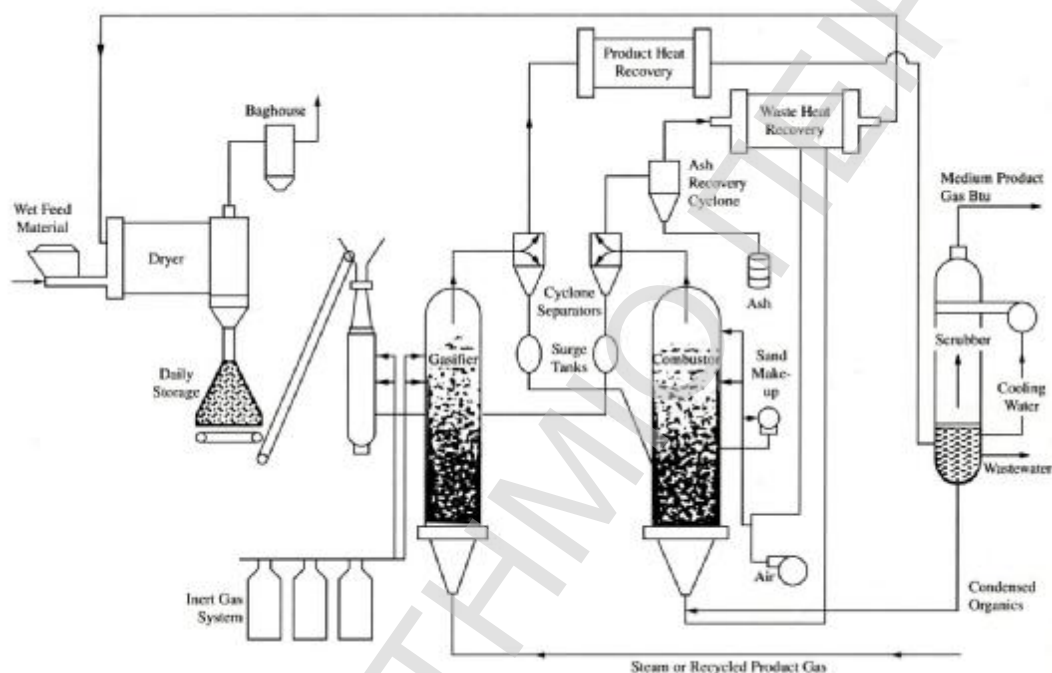 Product Heat
Recovery
Baghouse
Waste Heat
Recovery
Ash
Recovery
Cyclone
Medium Product
Gas Btu
Wet Feed
Material
Dryer
Ash
Cyclone
Separators
Scrubber
Gasifier
Surge
Tanks
Combustor
Sand
Make-
up
Daily
Storage
Cooling
Water
Wastewater
Air
Inert Gas
System
Condensed
Organics
Steam or Recycled Product Gas